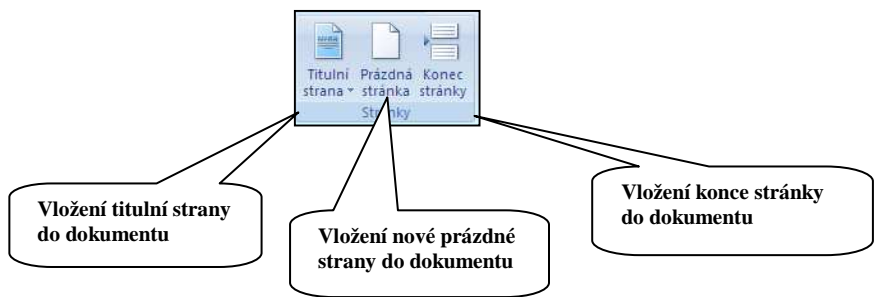 Titulní Prázdná Konec
strana stránka stránky
Stránky
Vložení titulní strany
do dokumentu
Vložení nové prázdné
strany do dokumentu
Vložení konce stránky
do dokumentu